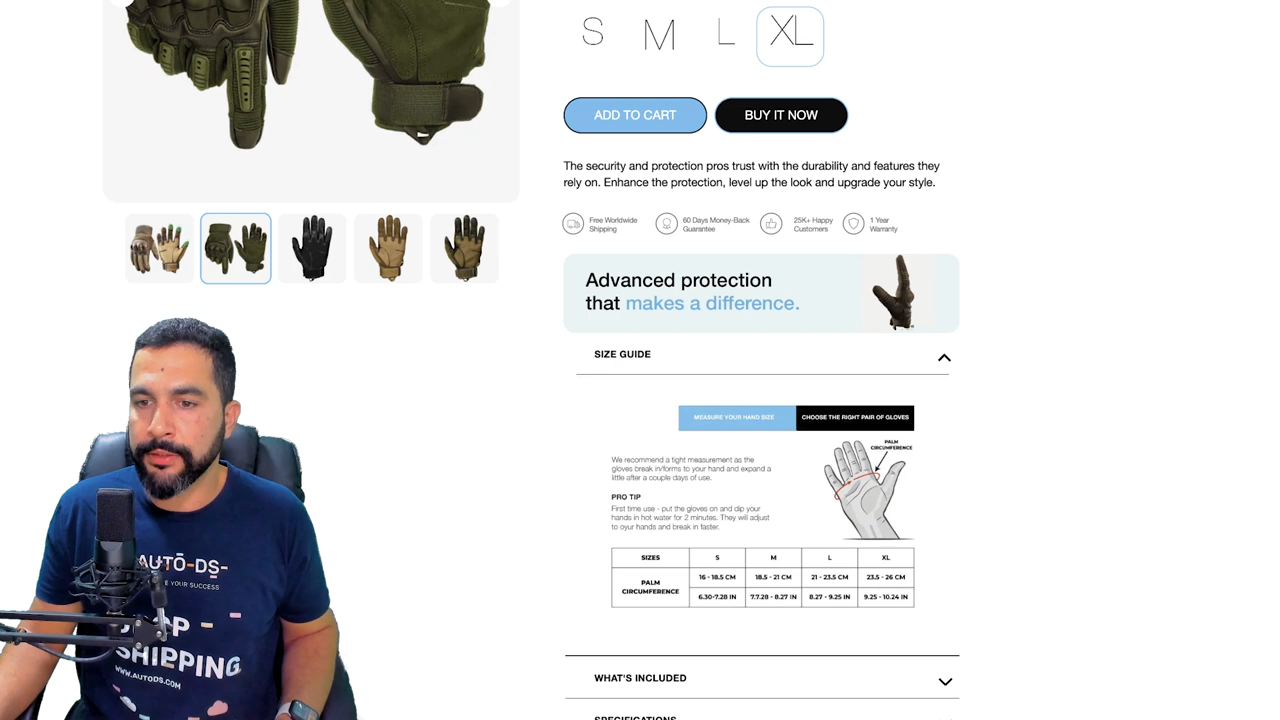 S M L XL
ADD TO CART BUY IT NOW
The security and protection pros trust with the durability and features they
rely on. Enhance the protection, level up the look and upgrade your style.
Free Worldwide
Shipping
60 Days Money-Back
Guarantee
25K+ Happy
Customers
1 Year
Warranty
Advanced protection
that makes a difference.
SIZE GUIDE
MEASURE YOUR HAND SIZE CHOOSE THE RIGHT PAIR OF GLOVES
PALM
CIRCUMFERENCE
We recommend a tight measurement as the
gloves break in/forms to your hand and expand a
little after a couple days of use.
PRO TIP
First time use - put the gloves on and dip your
hands in hot water for 2 minutes. They will adjust
to oyur hands and break in faster.
SIZES S M L XL
PALM
CIRCUMFERENCE
16 - 18.5 CM 18.5 - 21 CM 21 - 23.5 CM 23.5 - 26 CM
6.30-7.28 IN 7.7.28 - 8.27 IN 8.27 - 9.25 IN 9.25 - 10.24 IN
WHAT'S INCLUDED
SPECIFICATIONS
AUTO-DS-
YOUR SUCCESS
SHIPPING
WWW.AUTODS.COM